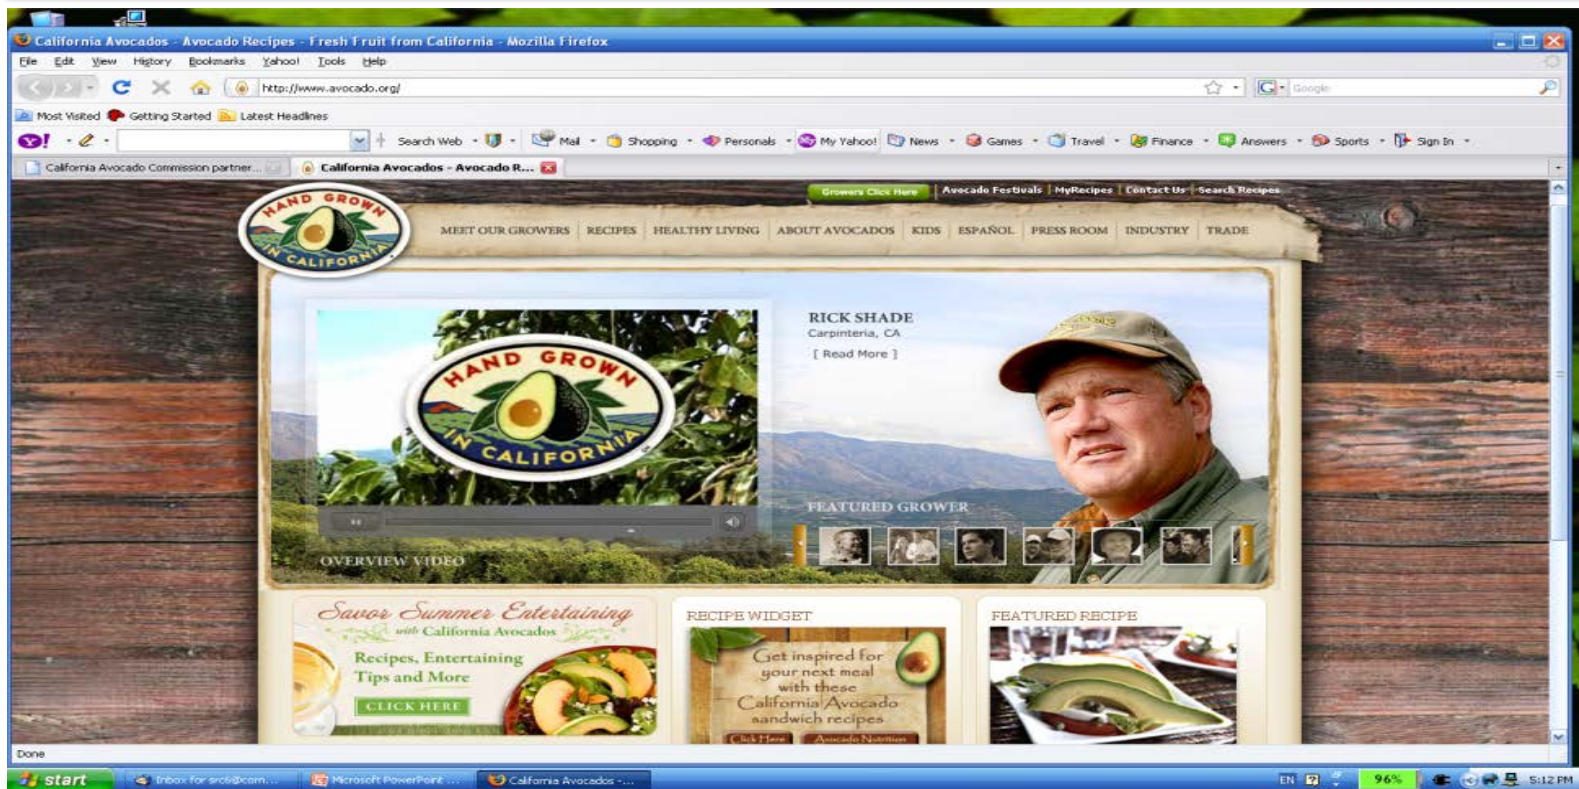 California Avocados - Avocado Recipes - Fresh Fruit from California - Mozilla Firefox
File Edit View History Bookmarks Yahoo! Tools Help
http://www.avocado.org/
Google
Most Visited Getting Started Latest Headlines
Y! Search Web Mail Shopping Personals My Yahoo! News Games Travel Finance Answers Sports Sign In
California Avocado Commission partner... California Avocados - Avocado R...
Growers Click Here Avocado Festivals MyRecipes Contact Us Search Recipes
HAND GROWN IN CALIFORNIA
MEET OUR GROWERS RECIPES HEALTHY LIVING ABOUT AVOCADOS KIDS ESPAÑOL PRESS ROOM INDUSTRY TRADE
HAND GROWN
IN CALIFORNIA
RICK SHADE
Carpinteria, CA
[ Read More ]
FEATURED GROWER
OVERVIEW VIDEO
Savor Summer Entertaining
with California Avocados
Recipes, Entertaining
Tips and More
CLICK HERE
RECIPE WIDGET
Get inspired for
your next meal
with these
California Avocado
sandwich recipes
Click Here Avocado Nutrition
FEATURED RECIPE
Done
start Inbox for src6@corn... Microsoft PowerPoint ... California Avocados -... EN 96% 5:12 PM